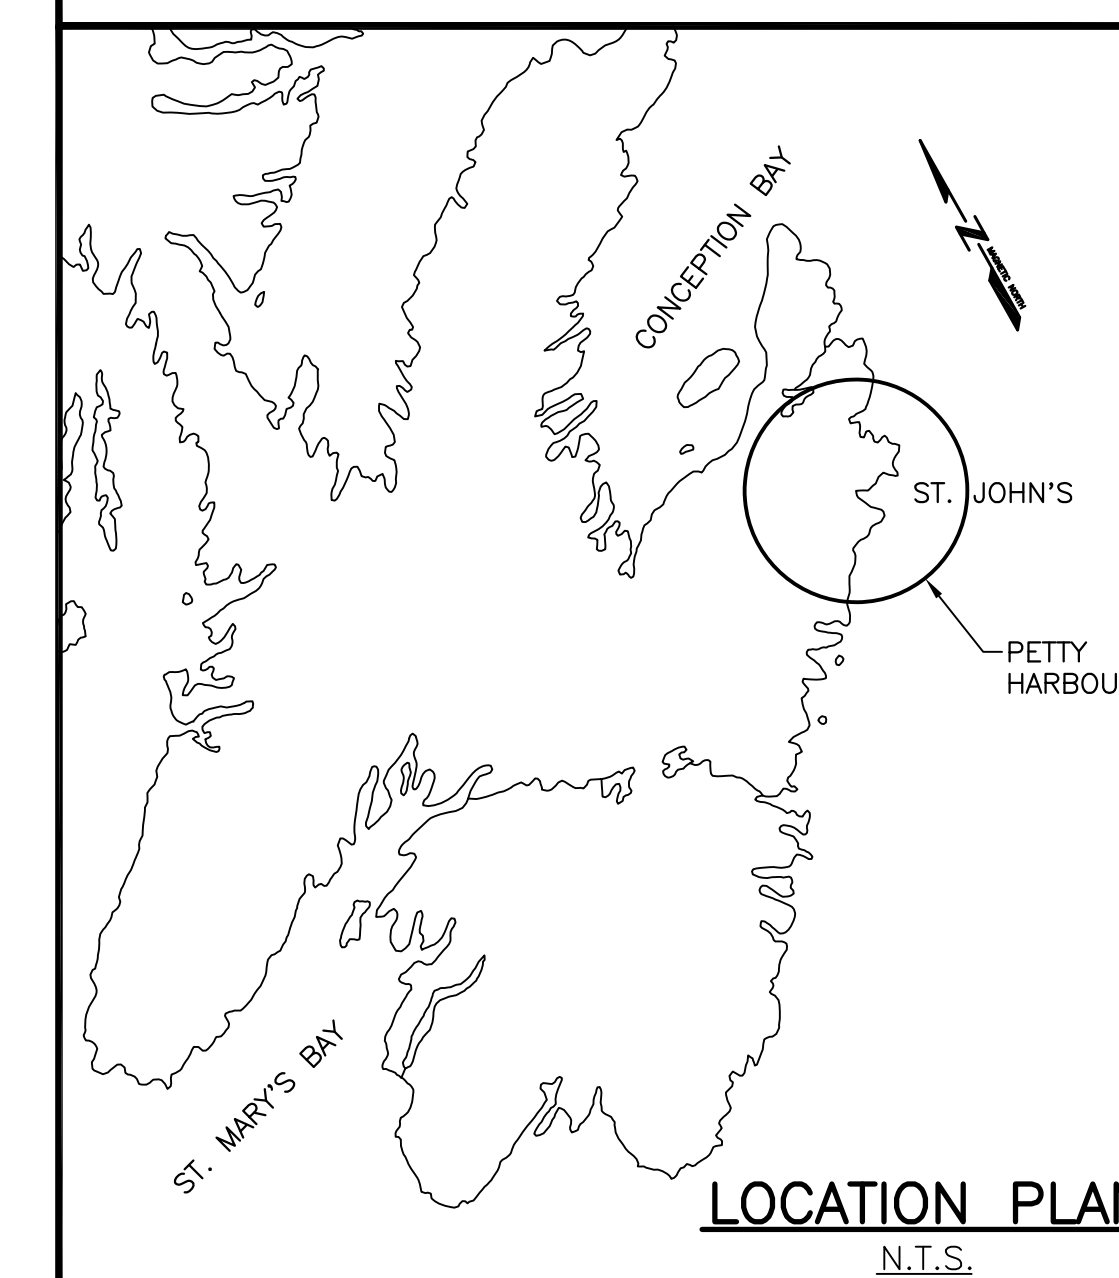 CONCEPTION BAY
N
MAGNETIC NORTH
ST. JOHN'S
PETTY
HARBOU
ST. MARY'S BAY
LOCATION PLA
N.T.S.